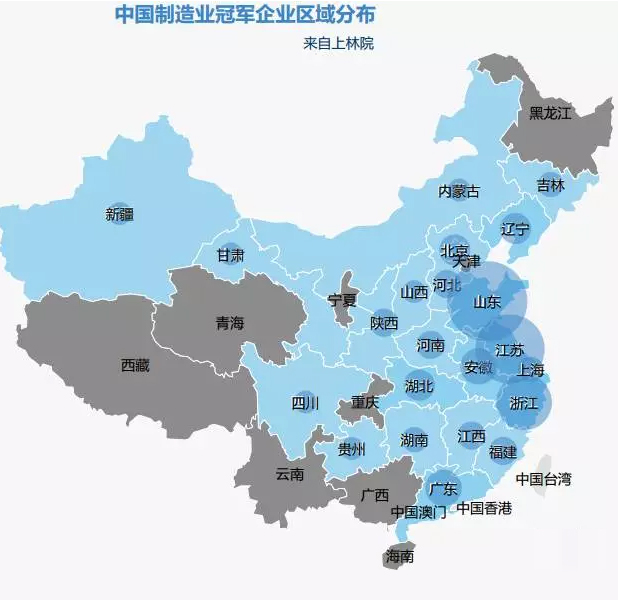 中国制造业冠军企业区域分布
来自上林院
黑龙江
内蒙古
吉林
新疆
辽宁
甘肃
北京
天津
河北
山西
宁夏
山东
青海
陕西
河南
江苏
西藏
安徽
上海
湖北
四川
重庆
浙江
湖南
江西
贵州
福建
云南
中国台湾
广西
广东
中国澳门
中国香港
海南